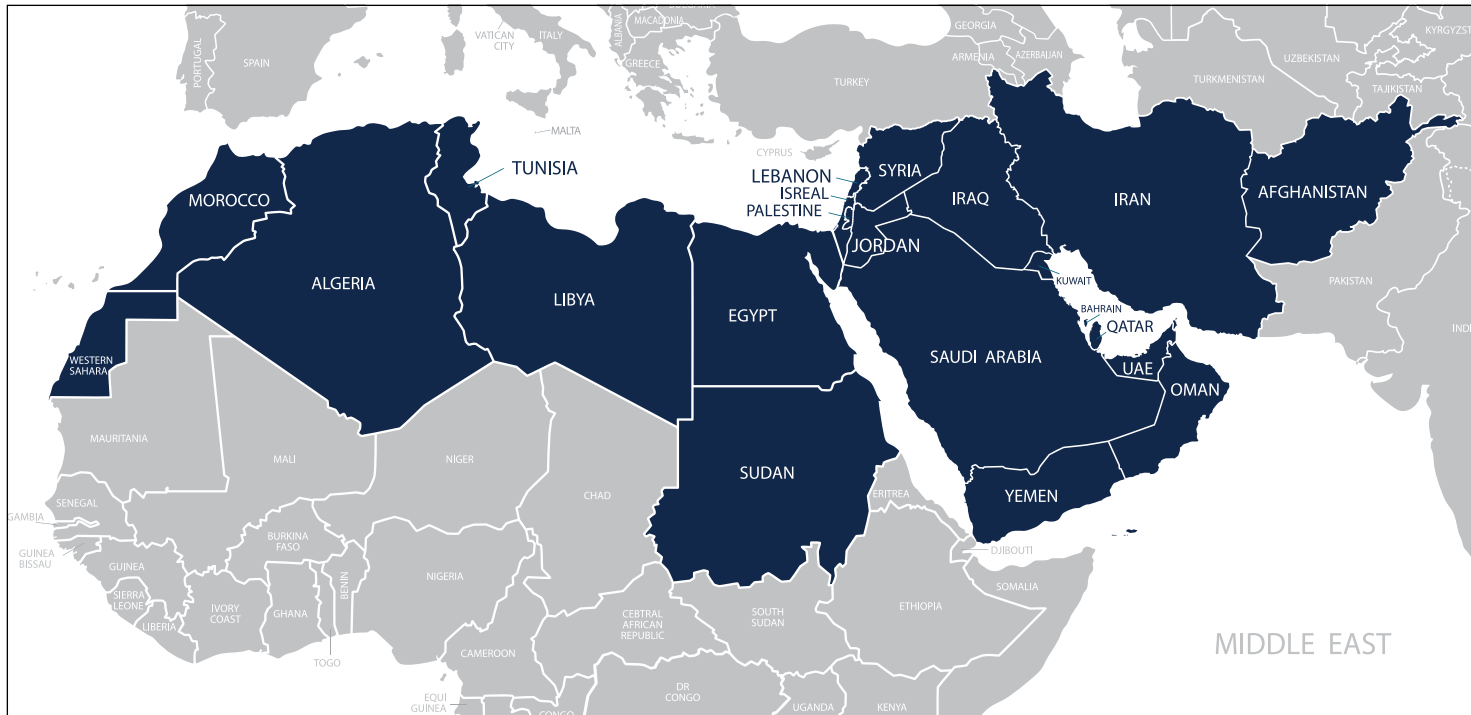 PORTUGAL
SPAIN
VATICAN
CITY
ITALY
ALBANIA
MACADONIA
GREECE
MALTA
TURKEY
CYPRUS
GEORGIA
ARMENIA
AZERBAIJAN
TURKMENISTAN
UZBEKISTAN
KYRGYZST
TAJIKISTAN
TUNISIA
LEBANON
ISREAL
PALESTINE
SYRIA
IRAQ
IRAN
AFGHANISTAN
MOROCCO
JORDAN
ALGERIA
LIBYA
EGYPT
KUWAIT
BAHRAIN
QATAR
PAKISTAN
WESTERN
SAHARA
SAUDI ARABIA
UAE
OMAN
MAURITANIA
MALI
NIGER
CHAD
SUDAN
ERITREA
YEMEN
SENEGAL
GAMBIA
GUINEA
BISSAU
GUINEA
BURKINA
FASO
BENIN
NIGERIA
DJIBOUTI
SOMALIA
SIERRA
LEONE
LIBERIA
IVORY
COAST
GHANA
TOGO
CAMEROON
CEBTRAL
AFRICAN
REPUBLIC
SOUTH
SUDAN
ETHIOPIA
MIDDLE EAST
EQUI
GUINEA
CONGO
DR
CONGO
UGANDA
KENYA